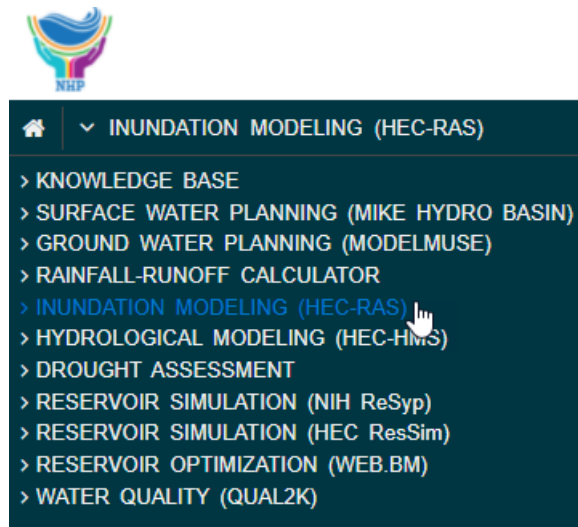 NHP
INUNDATION MODELING (HEC-RAS)
KNOWLEDGE BASE
SURFACE WATER PLANNING (MIKE HYDRO BASIN)
GROUND WATER PLANNING (MODELMUSE)
RAINFALL-RUNOFF CALCULATOR
INUNDATION MODELING (HEC-RAS)
HYDROLOGICAL MODELING (HEC-HMS)
DROUGHT ASSESSMENT
RESERVOIR SIMULATION (NIH ReSyp)
RESERVOIR SIMULATION (HEC ResSim)
RESERVOIR OPTIMIZATION (WEB.BM)
WATER QUALITY (QUAL2K)